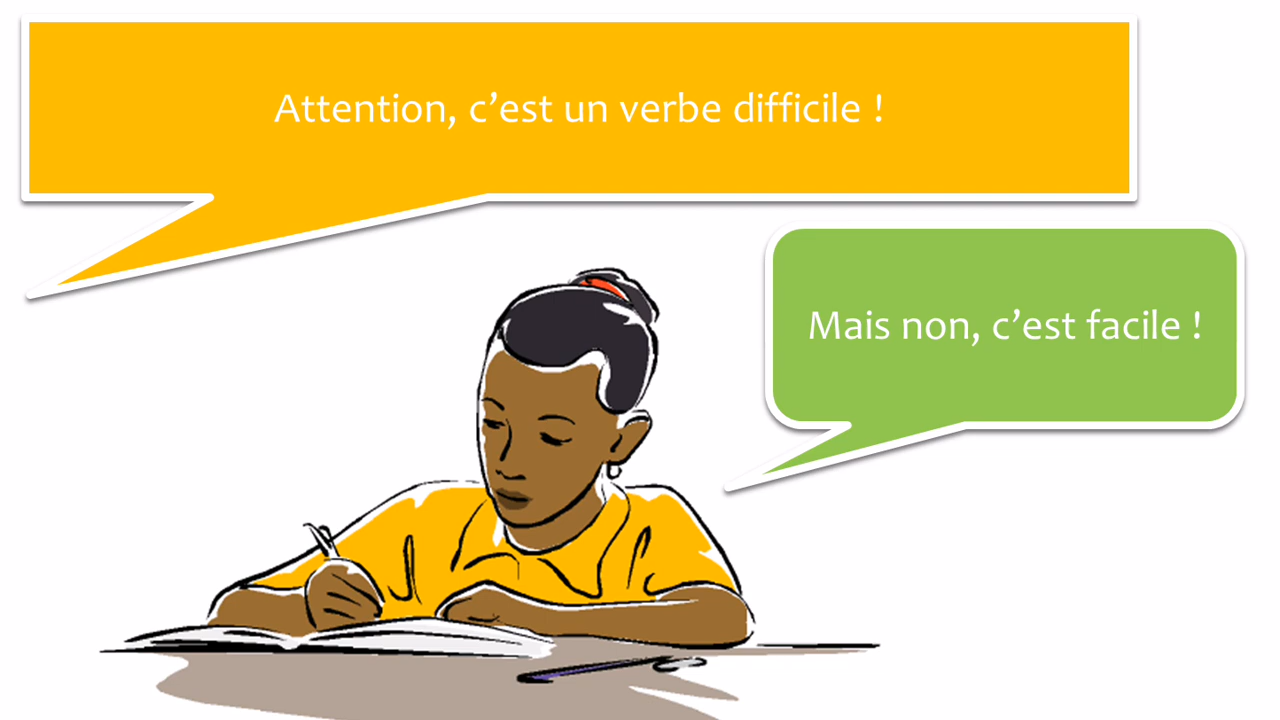 Attention, c’est un verbe difficile !
Mais non, c’est facile !